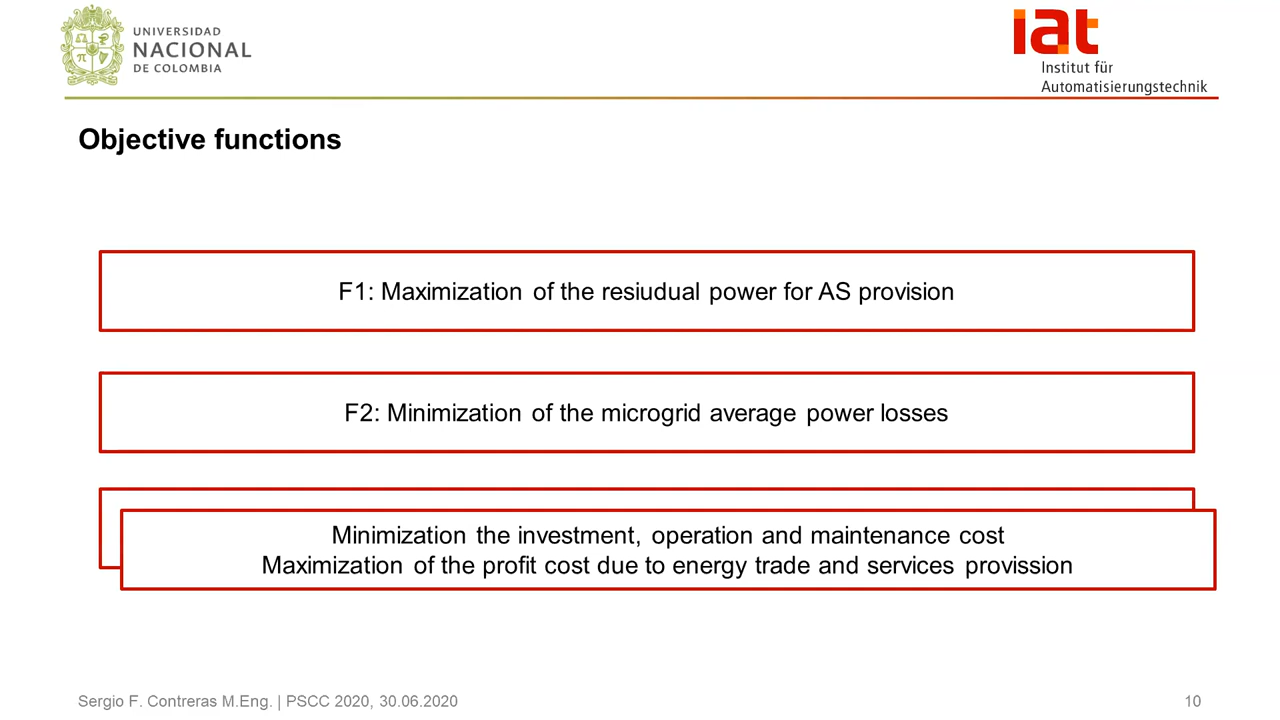 UNIVERSIDAD
NACIONAL
DE COLOMBIA
iat
Institut für
Automatisierungstechnik
Objective functions
F1: Maximization of the resiudual power for AS provision
F2: Minimization of the microgrid average power losses
Minimization the investment, operation and maintenance cost
Maximization of the profit cost due to energy trade and services provission
Sergio F. Contreras M.Eng. | PSCC 2020, 30.06.2020
10